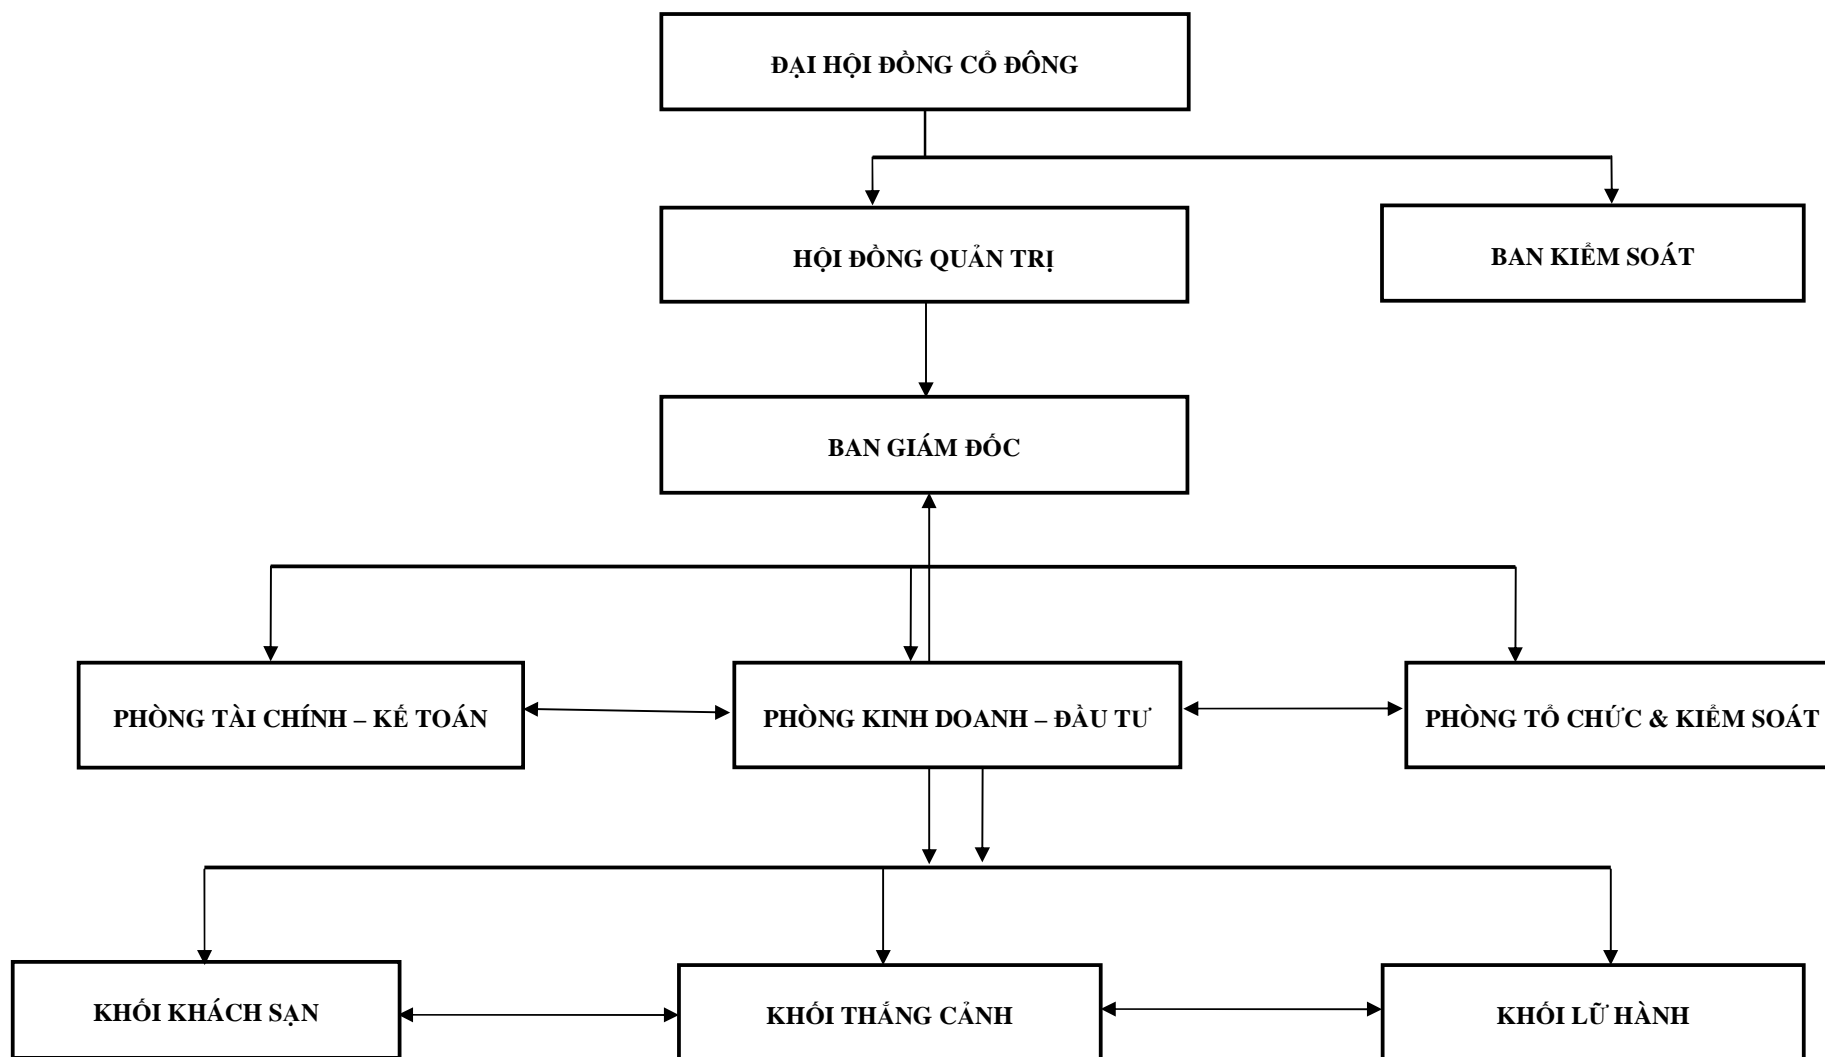 ĐẠI HỘI ĐỒNG CỔ ĐÔNG
HỘI ĐỒNG QUẢN TRỊ
BAN KIỂM SOÁT
BAN GIÁM ĐỐC
PHÒNG TÀI CHÍNH – KẾ TOÁN
PHÒNG KINH DOANH – ĐẦU TƯ
PHÒNG TỔ CHỨC & KIỂM SOÁT
KHỐI KHÁCH SẠN
KHỐI THẮNG CẢNH
KHỐI LỮ HÀNH